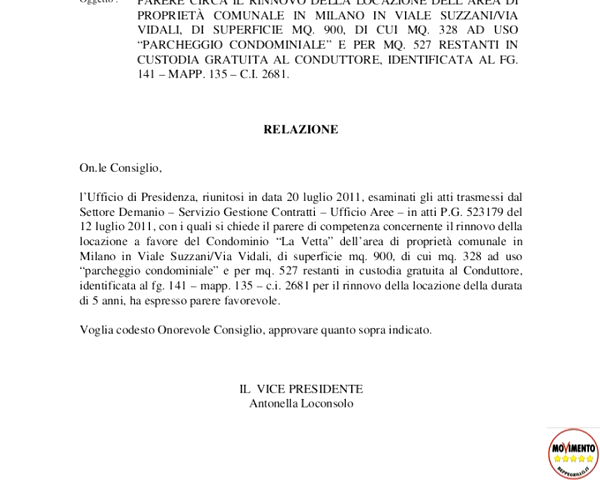 Oggetto :
PARERE CIRCA IL RINNOVO DELLA LOCAZIONE DELL'AREA DI
PROPRIETÀ COMUNALE IN MILANO IN VIALE SUZZANI/VIA
VIDALI, DI SUPERFICIE MQ. 900, DI CUI MQ. 328 AD USO
“PARCHEGGIO CONDOMINIALE” E PER MQ. 527 RESTANTI IN
CUSTODIA GRATUITA AL CONDUTTORE, IDENTIFICATA AL FG.
141 – MAPP. 135 – C.I. 2681.
RELAZIONE
On.le Consiglio,
l’Ufficio di Presidenza, riunitosi in data 20 luglio 2011, esaminati gli atti trasmessi dal
Settore Demanio – Servizio Gestione Contratti – Ufficio Aree – in atti P.G. 523179 del
12 luglio 2011, con i quali si chiede il parere di competenza concernente il rinnovo della
locazione a favore del Condominio “La Vetta” dell’area di proprietà comunale in
Milano in Viale Suzzani/Via Vidali, di superficie mq. 900, di cui mq. 328 ad uso
“parcheggio condominiale” e per mq. 527 restanti in custodia gratuita al Conduttore,
identificata al fg. 141 – mapp. 135 – c.i. 2681 per il rinnovo della locazione della durata
di 5 anni, ha espresso parere favorevole.
Voglia codesto Onorevole Consiglio, approvare quanto sopra indicato.
IL VICE PRESIDENTE
Antonella Loconsolo
MOVIMENTO
BEPPEGRILLO.IT